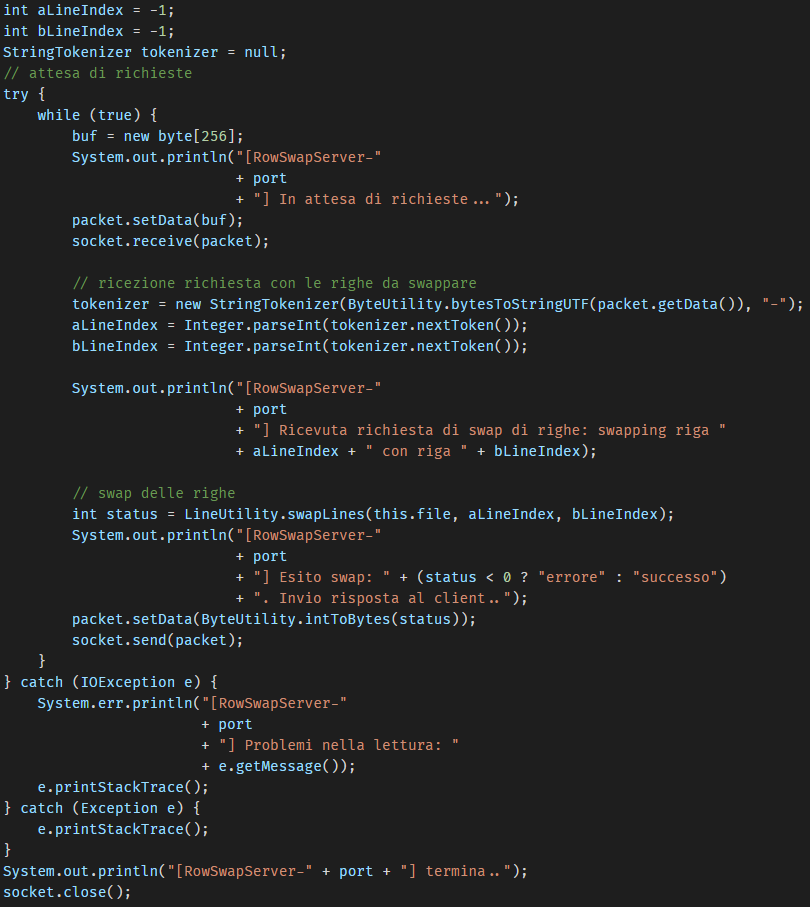 int aLineIndex = -1;
int bLineIndex = -1;
StringTokenizer tokenizer = null;
// attesa di richieste
try {
    while (true) {
        buf = new byte[256];
        System.out.println("[RowSwapServer-"
                           + port
                           + "] In attesa di richieste...");
        packet.setData(buf);
        socket.receive(packet);

        // ricezione richiesta con le righe da swappare
        tokenizer = new StringTokenizer(ByteUtility.bytesToStringUTF(packet.getData()), "-");
        aLineIndex = Integer.parseInt(tokenizer.nextToken());
        bLineIndex = Integer.parseInt(tokenizer.nextToken());

        System.out.println("[RowSwapServer-"
                           + port
                           + "] Ricevuta richiesta di swap di righe: swapping riga "
                           + aLineIndex + " con riga " + bLineIndex);

        // swap delle righe
        int status = LineUtility.swapLines(this.file, aLineIndex, bLineIndex);
        System.out.println("[RowSwapServer-"
                           + port
                           + "] Esito swap: " + (status < 0 ? "errore" : "successo")
                           + ". Invio risposta al client..");
        packet.setData(ByteUtility.intToBytes(status));
        socket.send(packet);
    }
} catch (IOException e) {
    System.err.println("[RowSwapServer-"
                       + port
                       + "] Problemi nella lettura: "
                       + e.getMessage());
    e.printStackTrace();
} catch (Exception e) {
    e.printStackTrace();
}
System.out.println("[RowSwapServer-" + port + "] termina..");
socket.close();